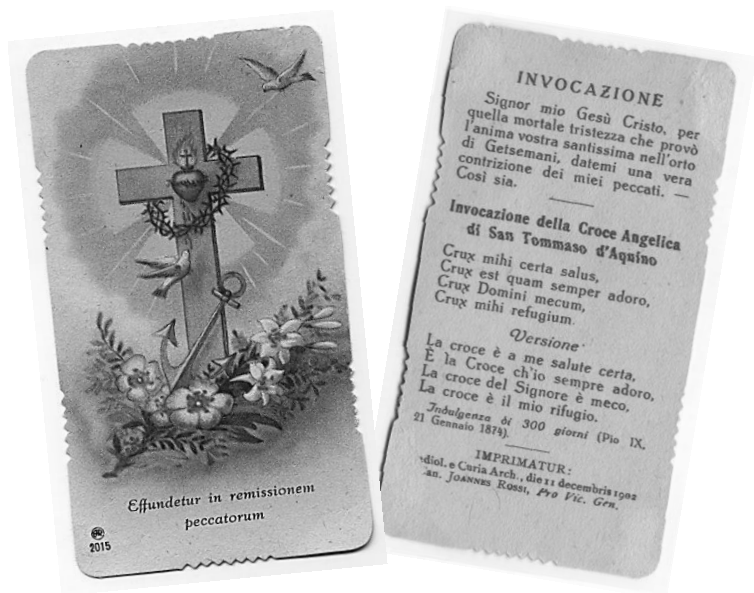 Effundetur in remissionem
peccatorum
2015
INVOCAZIONE
Signor mio Gesù Cristo, per
quella mortale tristezza che provò
l'anima vostra santissima nell'orto
di Getsemani, datemi una vera
contrizione dei miei peccati. —
Così sia.
Invocazione della Croce Angelica
di San Tommaso d'Aquino
Crux mihi certa salus,
Crux est quam semper adoro,
Crux Domini mecum,
Crux mihi refugium.
Versione
La croce è a me salute certa,
È la Croce ch'io sempre adoro,
La croce del Signore è meco,
La croce è il mio rifugio.
Indulgenza di 300 giorni (Pio IX,
21 Gennaio 1874).
IMPRIMATUR:
diol. e Curia Arch., die 11 decembris 1902
an. JOANNES ROSSI, Pro Vic. Gen.